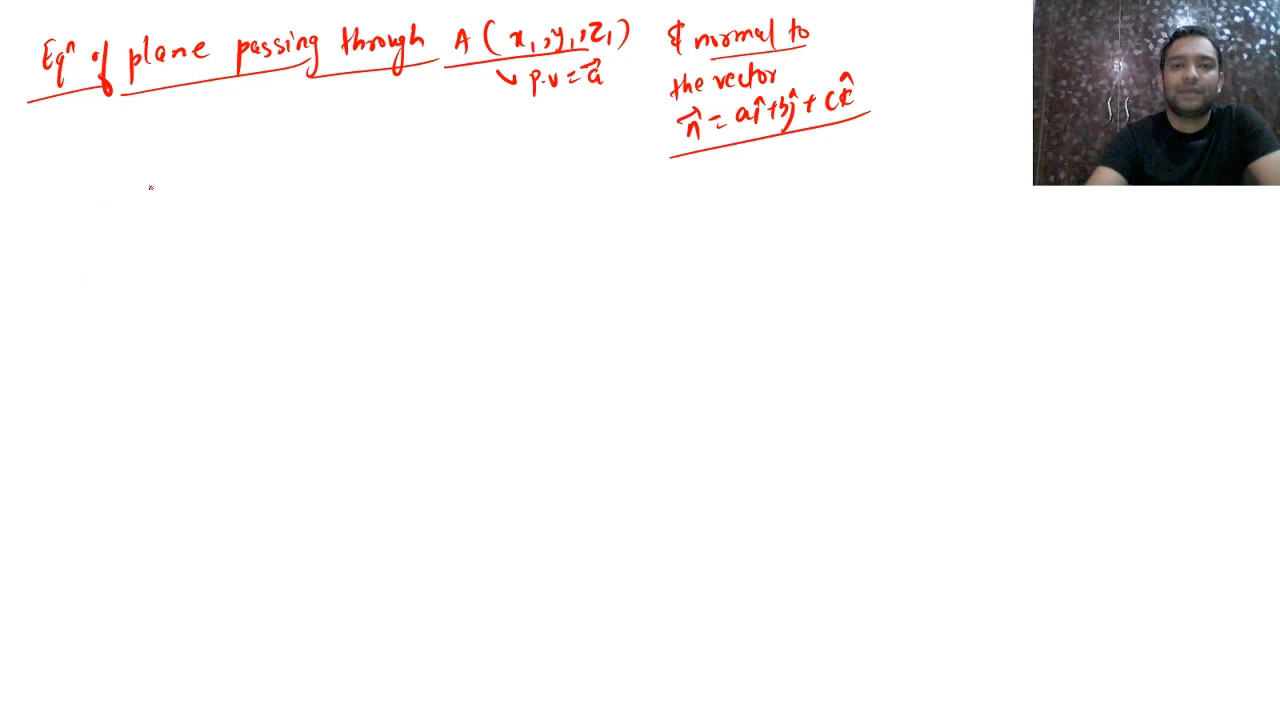 Eqⁿ of plane passing through A ( x₁, y₁, z₁ ) & normal to
p.v = a⃗ the vector
n⃗ = aî + bĵ + ck̂